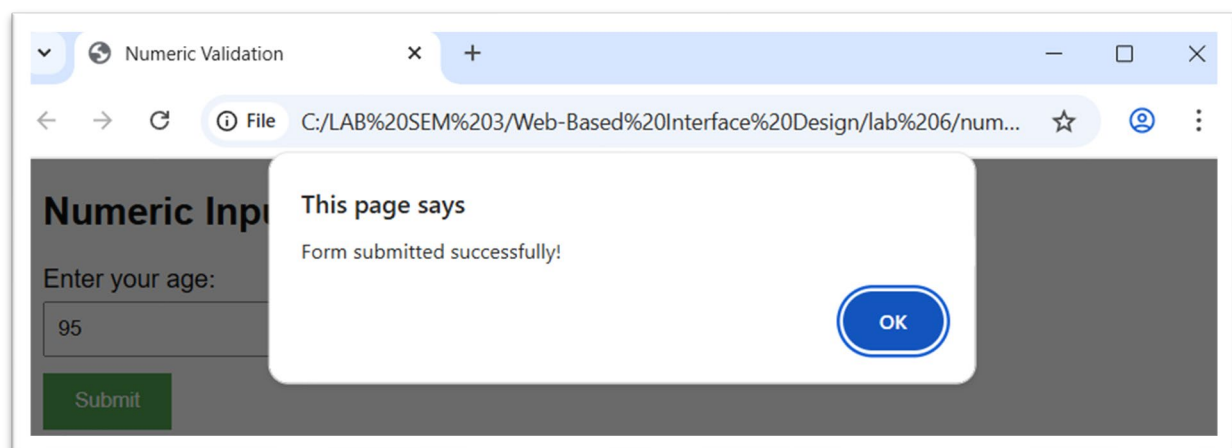 Numeric Validation
File C:/LAB%20SEM%203/Web-Based%20Interface%20Design/lab%206/num...
This page says
Numeric
Form submitted successfully!
Enter your age:
95
OK
Submit